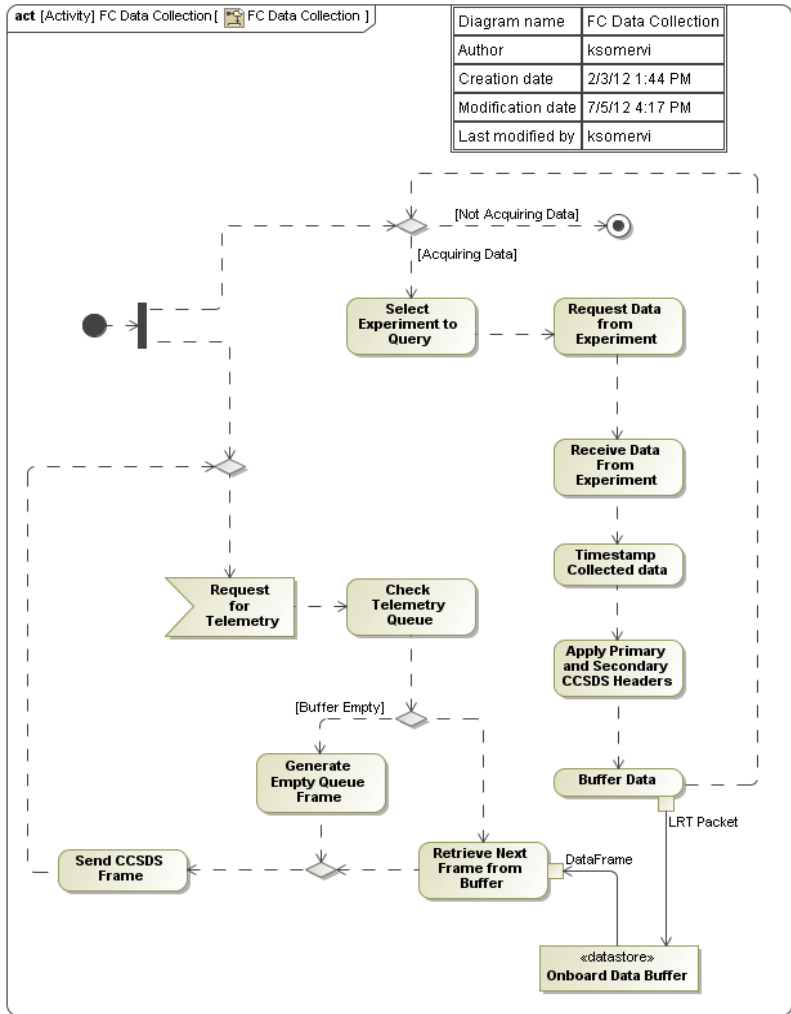 act [Activity] FC Data Collection [ FC Data Collection ]
Diagram name FC Data Collection
Author ksomervi
Creation date 2/3/12 1:44 PM
Modification date 7/5/12 4:17 PM
Last modified by ksomervi
[Not Acquiring Data]
[Acquiring Data]
Select
Experiment to
Query
Request Data
from
Experiment
Receive Data
From
Experiment
Timestamp
Collected data
Request
for
Telemetry
Check
Telemetry
Queue
Apply Primary
and Secondary
CCSDS Headers
[Buffer Empty]
Generate
Empty Queue
Frame
Buffer Data
LRT Packet
Send CCSDS
Frame
Retrieve Next
Frame from
Buffer
DataFrame
«datastore»
Onboard Data Buffer